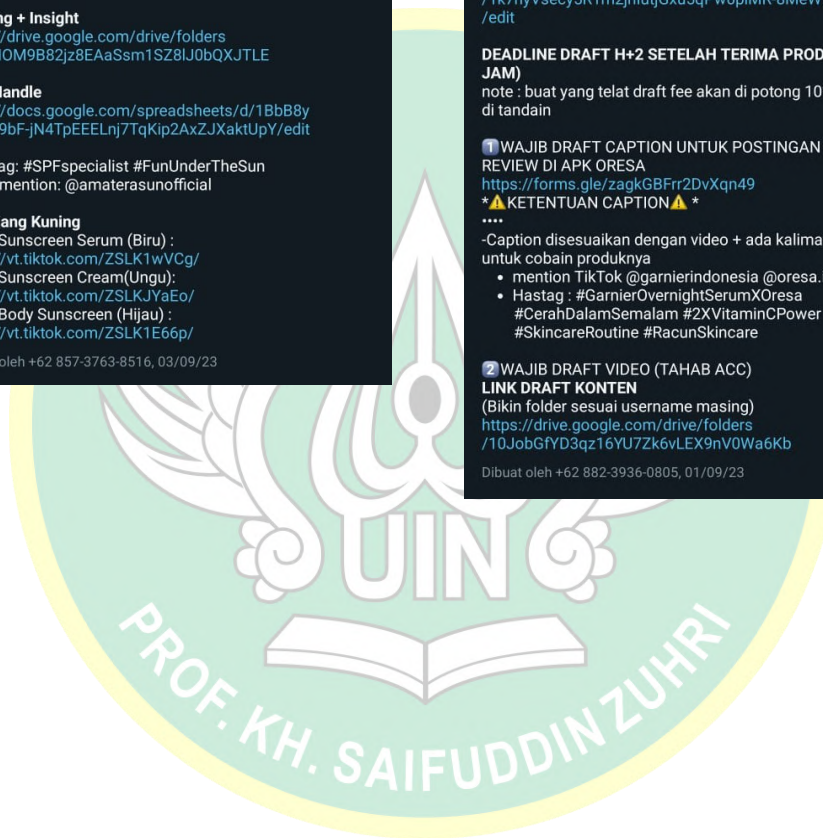 ng + Insight
//drive.google.com/drive/folders
OM9B82jz8EAaSsm1SZ8lJ0bQXJTLE
Handle
//docs.google.com/spreadsheets/d/1BbB8y
9bF-jN4TpEEELnj7TqKip2AxZJXaktUpY/edit
ag: #SPFspecialist #FunUnderTheSun
mention: @amaterasunofficial
ang Kuning
Sunscreen Serum (Biru) :
//vt.tiktok.com/ZSLK1wVCg/
Sunscreen Cream(Ungu):
//vt.tiktok.com/ZSLKJYaEo/
Body Sunscreen (Hijau) :
//vt.tiktok.com/ZSLK1E66p/
oleh +62 857-3763-8516, 03/09/23
/edit
DEADLINE DRAFT H+2 SETELAH TERIMA PROD
JAM)
note : buat yang telat draft fee akan di potong 10
di tandain
1️⃣WAJIB DRAFT CAPTION UNTUK POSTINGAN
REVIEW DI APK ORESA
https://forms.gle/zagkGBFrr2DvXqn49
*⚠️KETENTUAN CAPTION⚠️ *
••••
-Caption disesuaikan dengan video + ada kalima
untuk cobain produknya
• mention TikTok @garnierindonesia @oresa.
• Hastag : #GarnierOvernightSerumXOresa
#CerahDalamSemalam #2XVitaminCPower
#SkincareRoutine #RacunSkincare
2️⃣WAJIB DRAFT VIDEO (TAHAB ACC)
LINK DRAFT KONTEN
(Bikin folder sesuai username masing)
https://drive.google.com/drive/folders
/10JobGfYD3qz16YU7Zk6vLEX9nV0Wa6Kb
Dibuat oleh +62 882-3936-0805, 01/09/23
UIN
PROF. KH. SAIFUDDIN ZUHRI